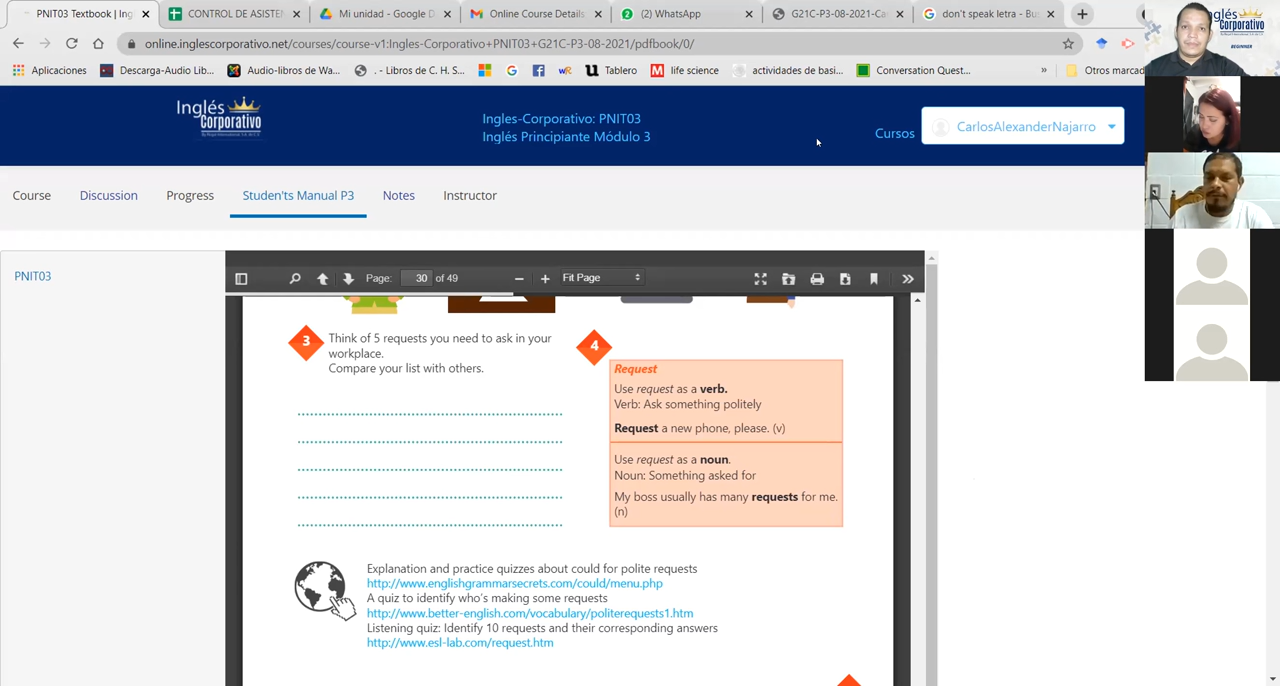 PNIT03 Textbook | Ing
CONTROL DE ASISTEN
Mi unidad - Google D
Online Course Details
(2) WhatsApp
G21C-P3-08-2021-Ca
don't speak letra - Bu
online.inglescorporativo.net/courses/course-v1:Ingles-Corporativo+PNIT03+G21C-P3-08-2021/pdfbook/0/
Aplicaciones
Descarga-Audio Lib...
Audio-libros de Wa...
. - Libros de C. H. S...
Tablero
life science
actividades de basi...
Conversation Quest...
»
Otros marcad
Inglés
Corporativo
BEGINNER
Inglés
Corporativo
Ingles-Corporativo: PNIT03
Inglés Principiante Módulo 3
Cursos
CarlosAlexanderNajarro
Course
Discussion
Progress
Studen'ts Manual P3
Notes
Instructor
PNIT03
Page: 30 of 49
Fit Page
3
Think of 5 requests you need to ask in your
workplace.
Compare your list with others.
4
Request
Use request as a verb.
Verb: Ask something politely
Request a new phone, please. (v)
Use request as a noun.
Noun: Something asked for
My boss usually has many requests for me.
(n)
Explanation and practice quizzes about could for polite requests
http://www.englishgrammarsecrets.com/could/menu.php
A quiz to identify who's making some requests
http://www.better-english.com/vocabulary/politerequests1.htm
Listening quiz: Identify 10 requests and their corresponding answers
http://www.esl-lab.com/request.htm